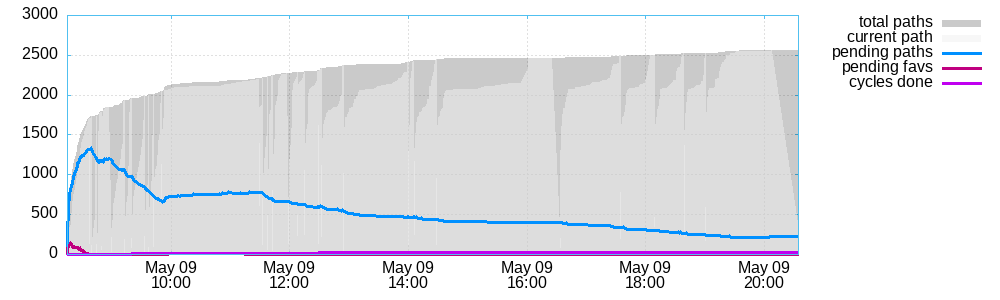 3000
2500
2000
1500
1000
500
0
May 09 May 09 May 09 May 09 May 09 May 09
10:00 12:00 14:00 16:00 18:00 20:00
total paths
current path
pending paths
pending favs
cycles done